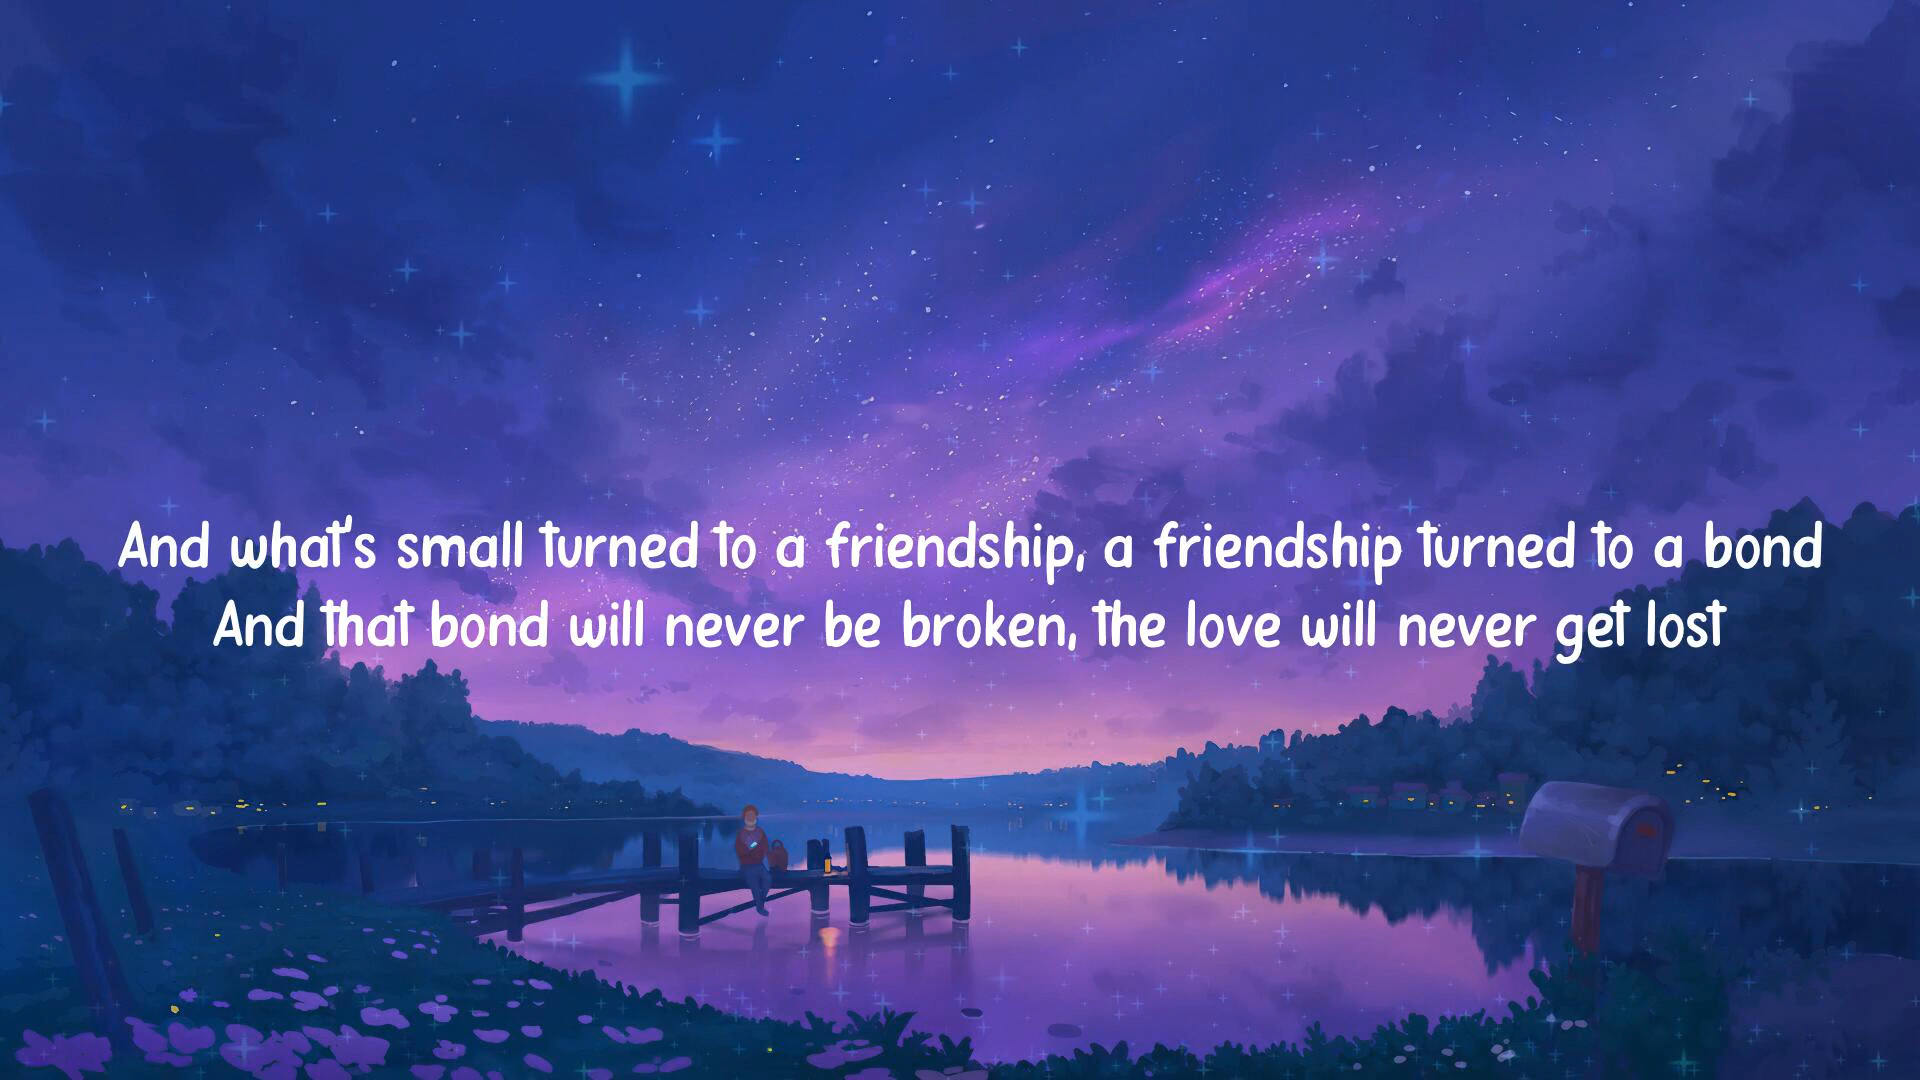 And what's small turned to a friendship, a friendship turned to a bond
And that bond will never be broken, the love will never get lost